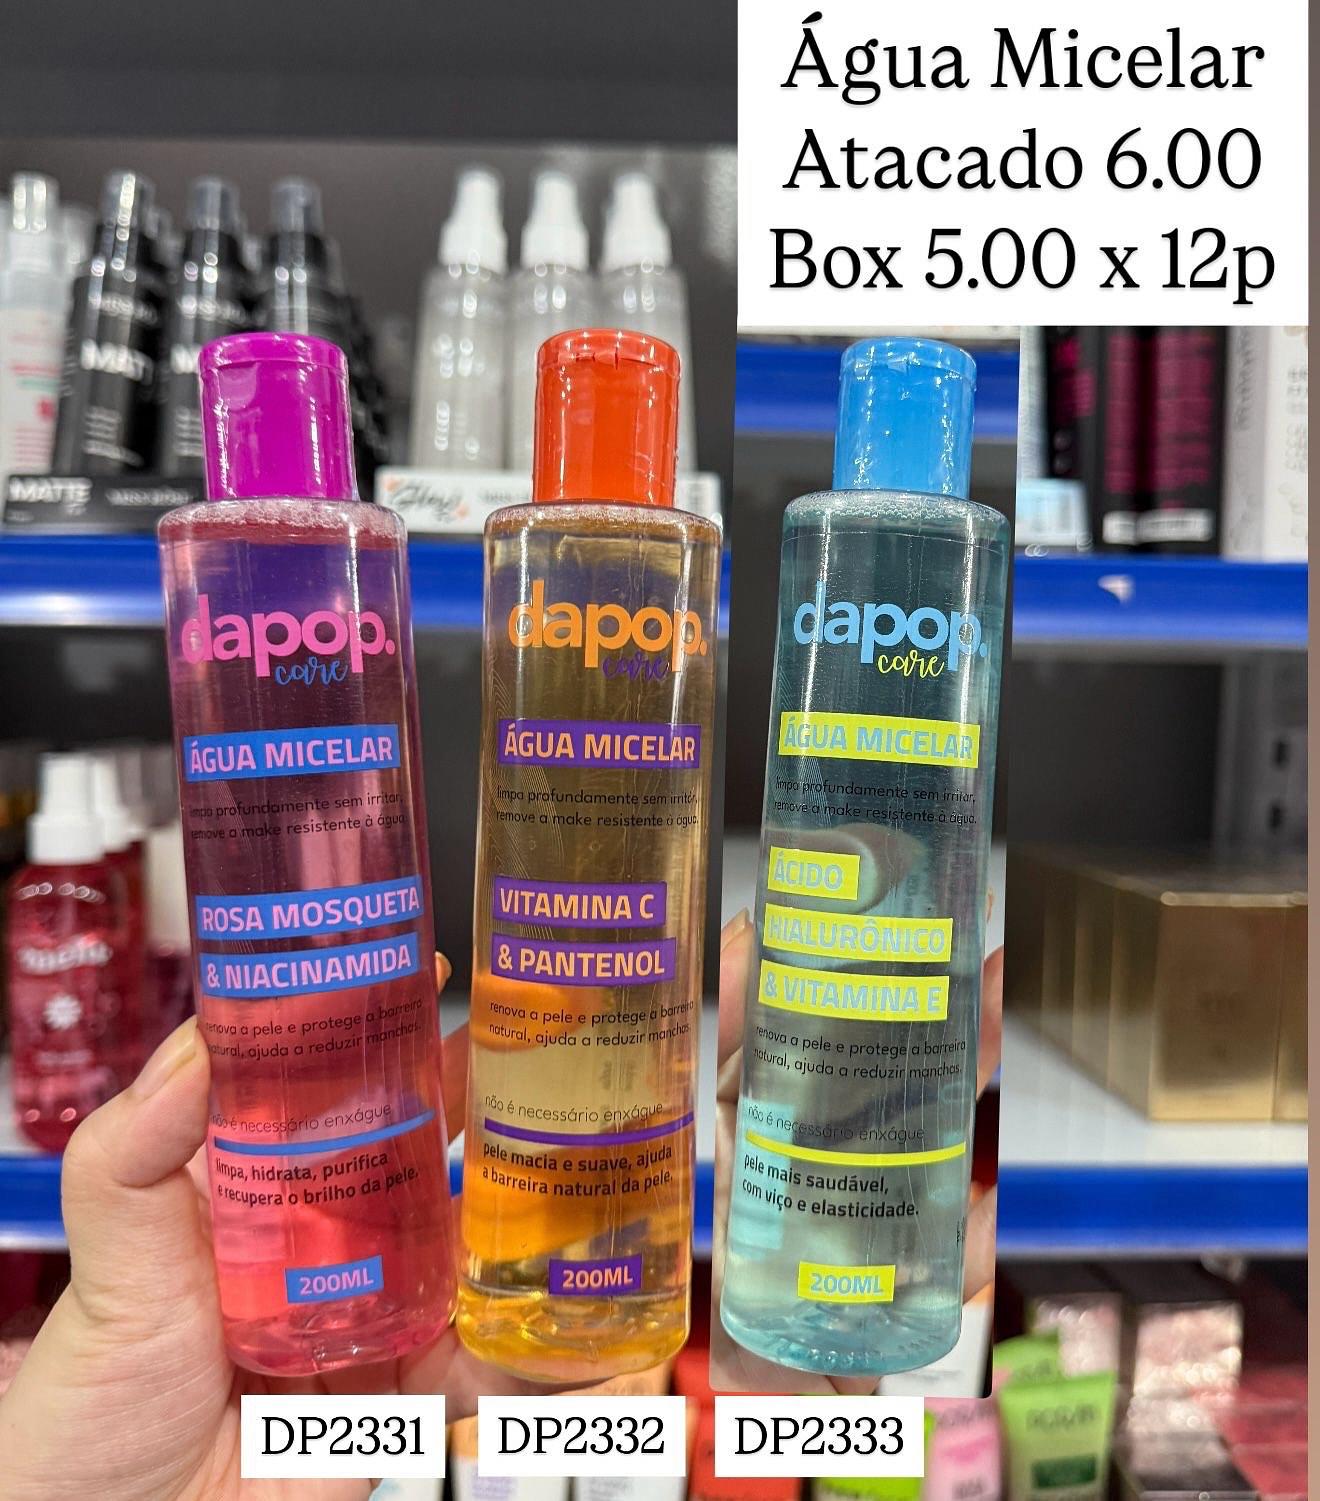 Água Micelar
Atacado 6.00
Box 5.00 x 12p
MATTE
dapop.
care
ÁGUA MICELAR
limpa profundamente sem irritar,
remove a make resistente à água.
ROSA MOSQUETA
& NIACINAMIDA
renova a pele e protege a barreira
natural, ajuda a reduzir manchas.
não é necessário enxágue
limpa, hidrata, purifica
e recupera o brilho da pele.
200ML
DP2331
dapop.
care
ÁGUA MICELAR
limpa profundamente sem irritar,
remove a make resistente à água.
VITAMINA C
& PANTENOL
renova a pele e protege a barreira
natural, ajuda a reduzir manchas.
não é necessário enxágue
pele macia e suave, ajuda
a barreira natural da pele.
200ML
DP2332
dapop.
care
ÁGUA MICELAR
limpa profundamente sem irritar,
remove a make resistente à água.
ÁCIDO
HIALURÔNICO
& VITAMINA E
renova a pele e protege a barreira
natural, ajuda a reduzir manchas.
não é necessário enxágue
pele mais saudável,
com viço e elasticidade.
200ML
DP2333